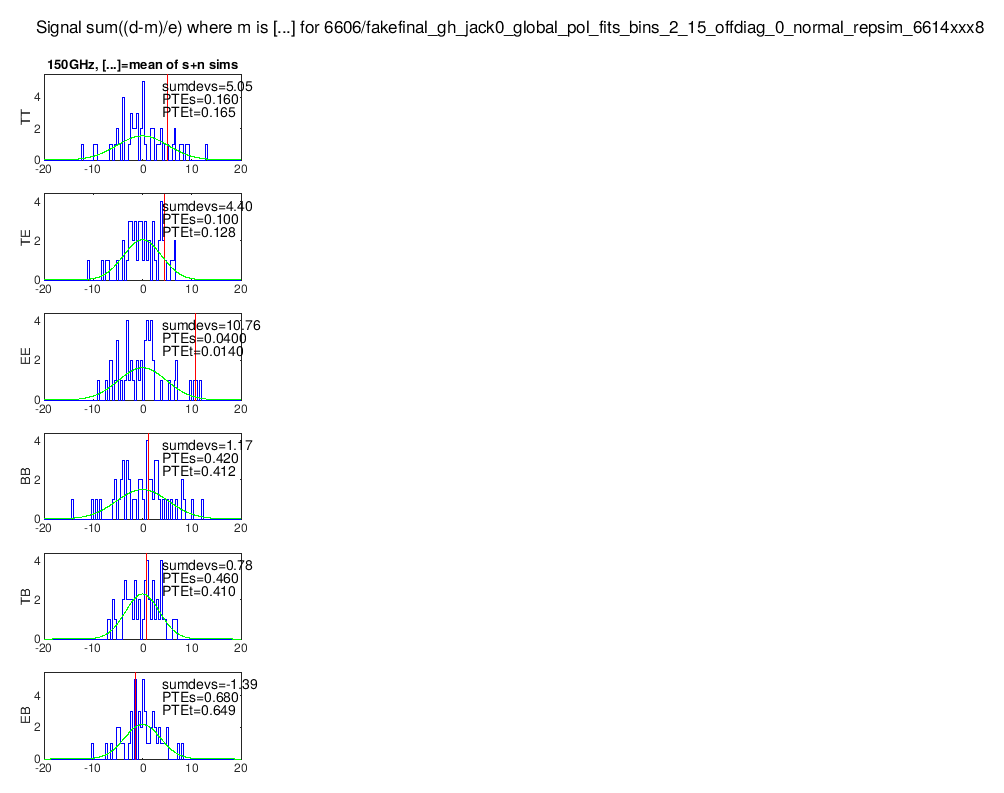 Signal sum((d-m)/e) where m is [...] for 6606/fakefinal_gh_jack0_global_pol_fits_bins_2_15_offdiag_0_normal_repsim_6614xxx8
150GHz, [...]=mean of s+n sims
TT
4
2
0
sumdevs=5.05
PTEs=0.160
PTEt=0.165
-20 -10 0 10 20
TE
4
2
0
sumdevs=4.40
PTEs=0.100
PTEt=0.128
-20 -10 0 10 20
EE
4
2
0
sumdevs=10.76
PTEs=0.0400
PTEt=0.0140
-20 -10 0 10 20
BB
4
2
0
sumdevs=1.17
PTEs=0.420
PTEt=0.412
-20 -10 0 10 20
TB
4
2
0
sumdevs=0.78
PTEs=0.460
PTEt=0.410
-20 -10 0 10 20
EB
4
2
0
sumdevs=-1.39
PTEs=0.680
PTEt=0.649
-20 -10 0 10 20